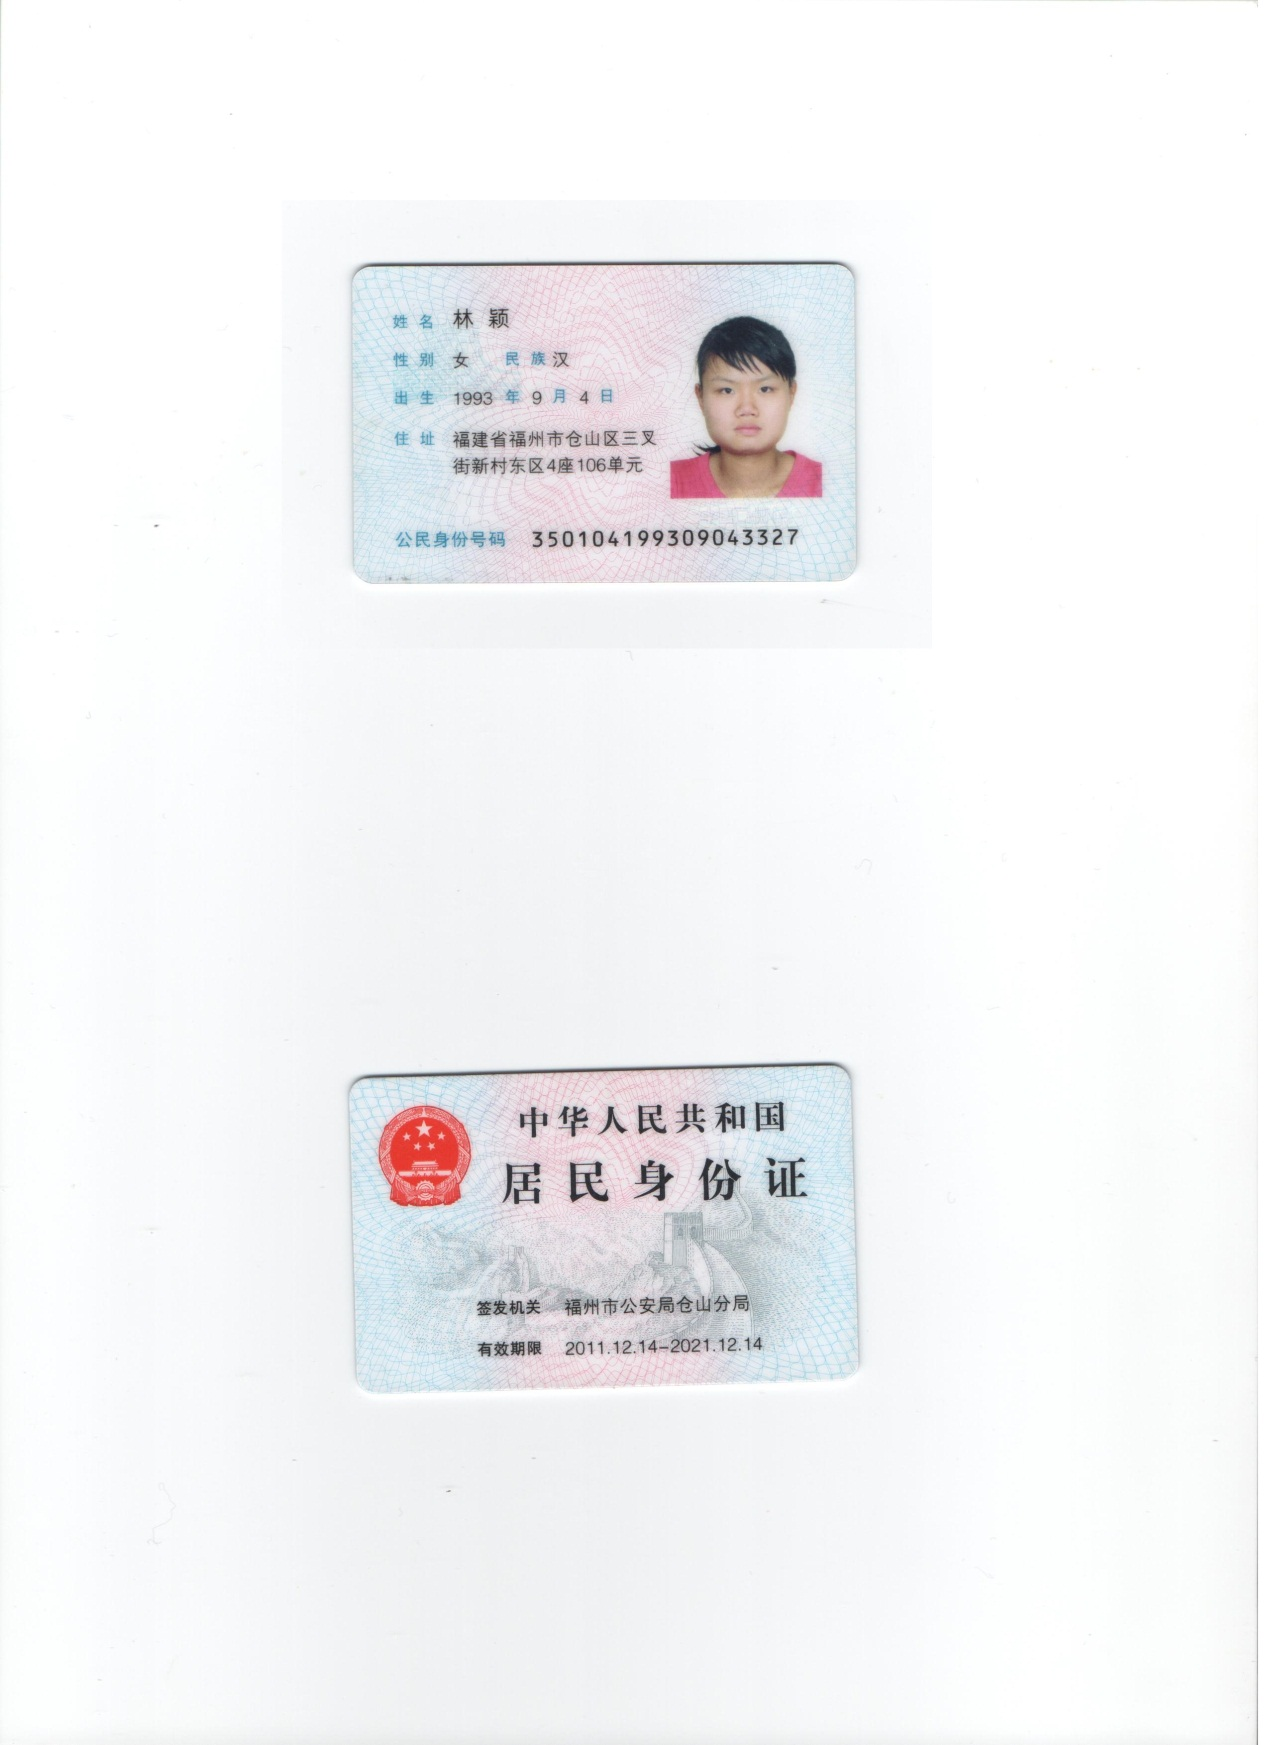 姓名 林颖
性别 女 民族 汉
出生 1993 年 9 月 4 日
住址 福建省福州市仓山区三叉
街新村东区4座106单元
公民身份号码 350104199309043327
中华人民共和国
居民身份证
签发机关 福州市公安局仓山分局
有效期限 2011.12.14-2021.12.14